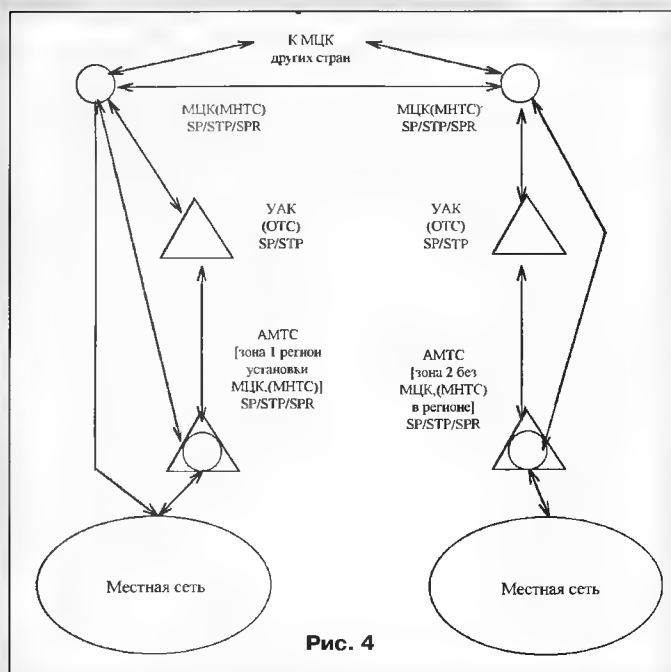 К МЦК
других стран
МЦК(МНТС)
SP/STP/SPR
МЦК(МНТС)
SP/STP/SPR
УАК
(ОТС)
SP/STP
УАК
(ОТС)
SP/STP
АМТС
[зона 1 регион
установки
МЦК,(МНТС)]
SP/STP/SPR
АМТС
[зона 2 без
МЦК,(МНТС)
в регионе]
SP/STP/SPR
Местная сеть
Местная сеть
Рис. 4